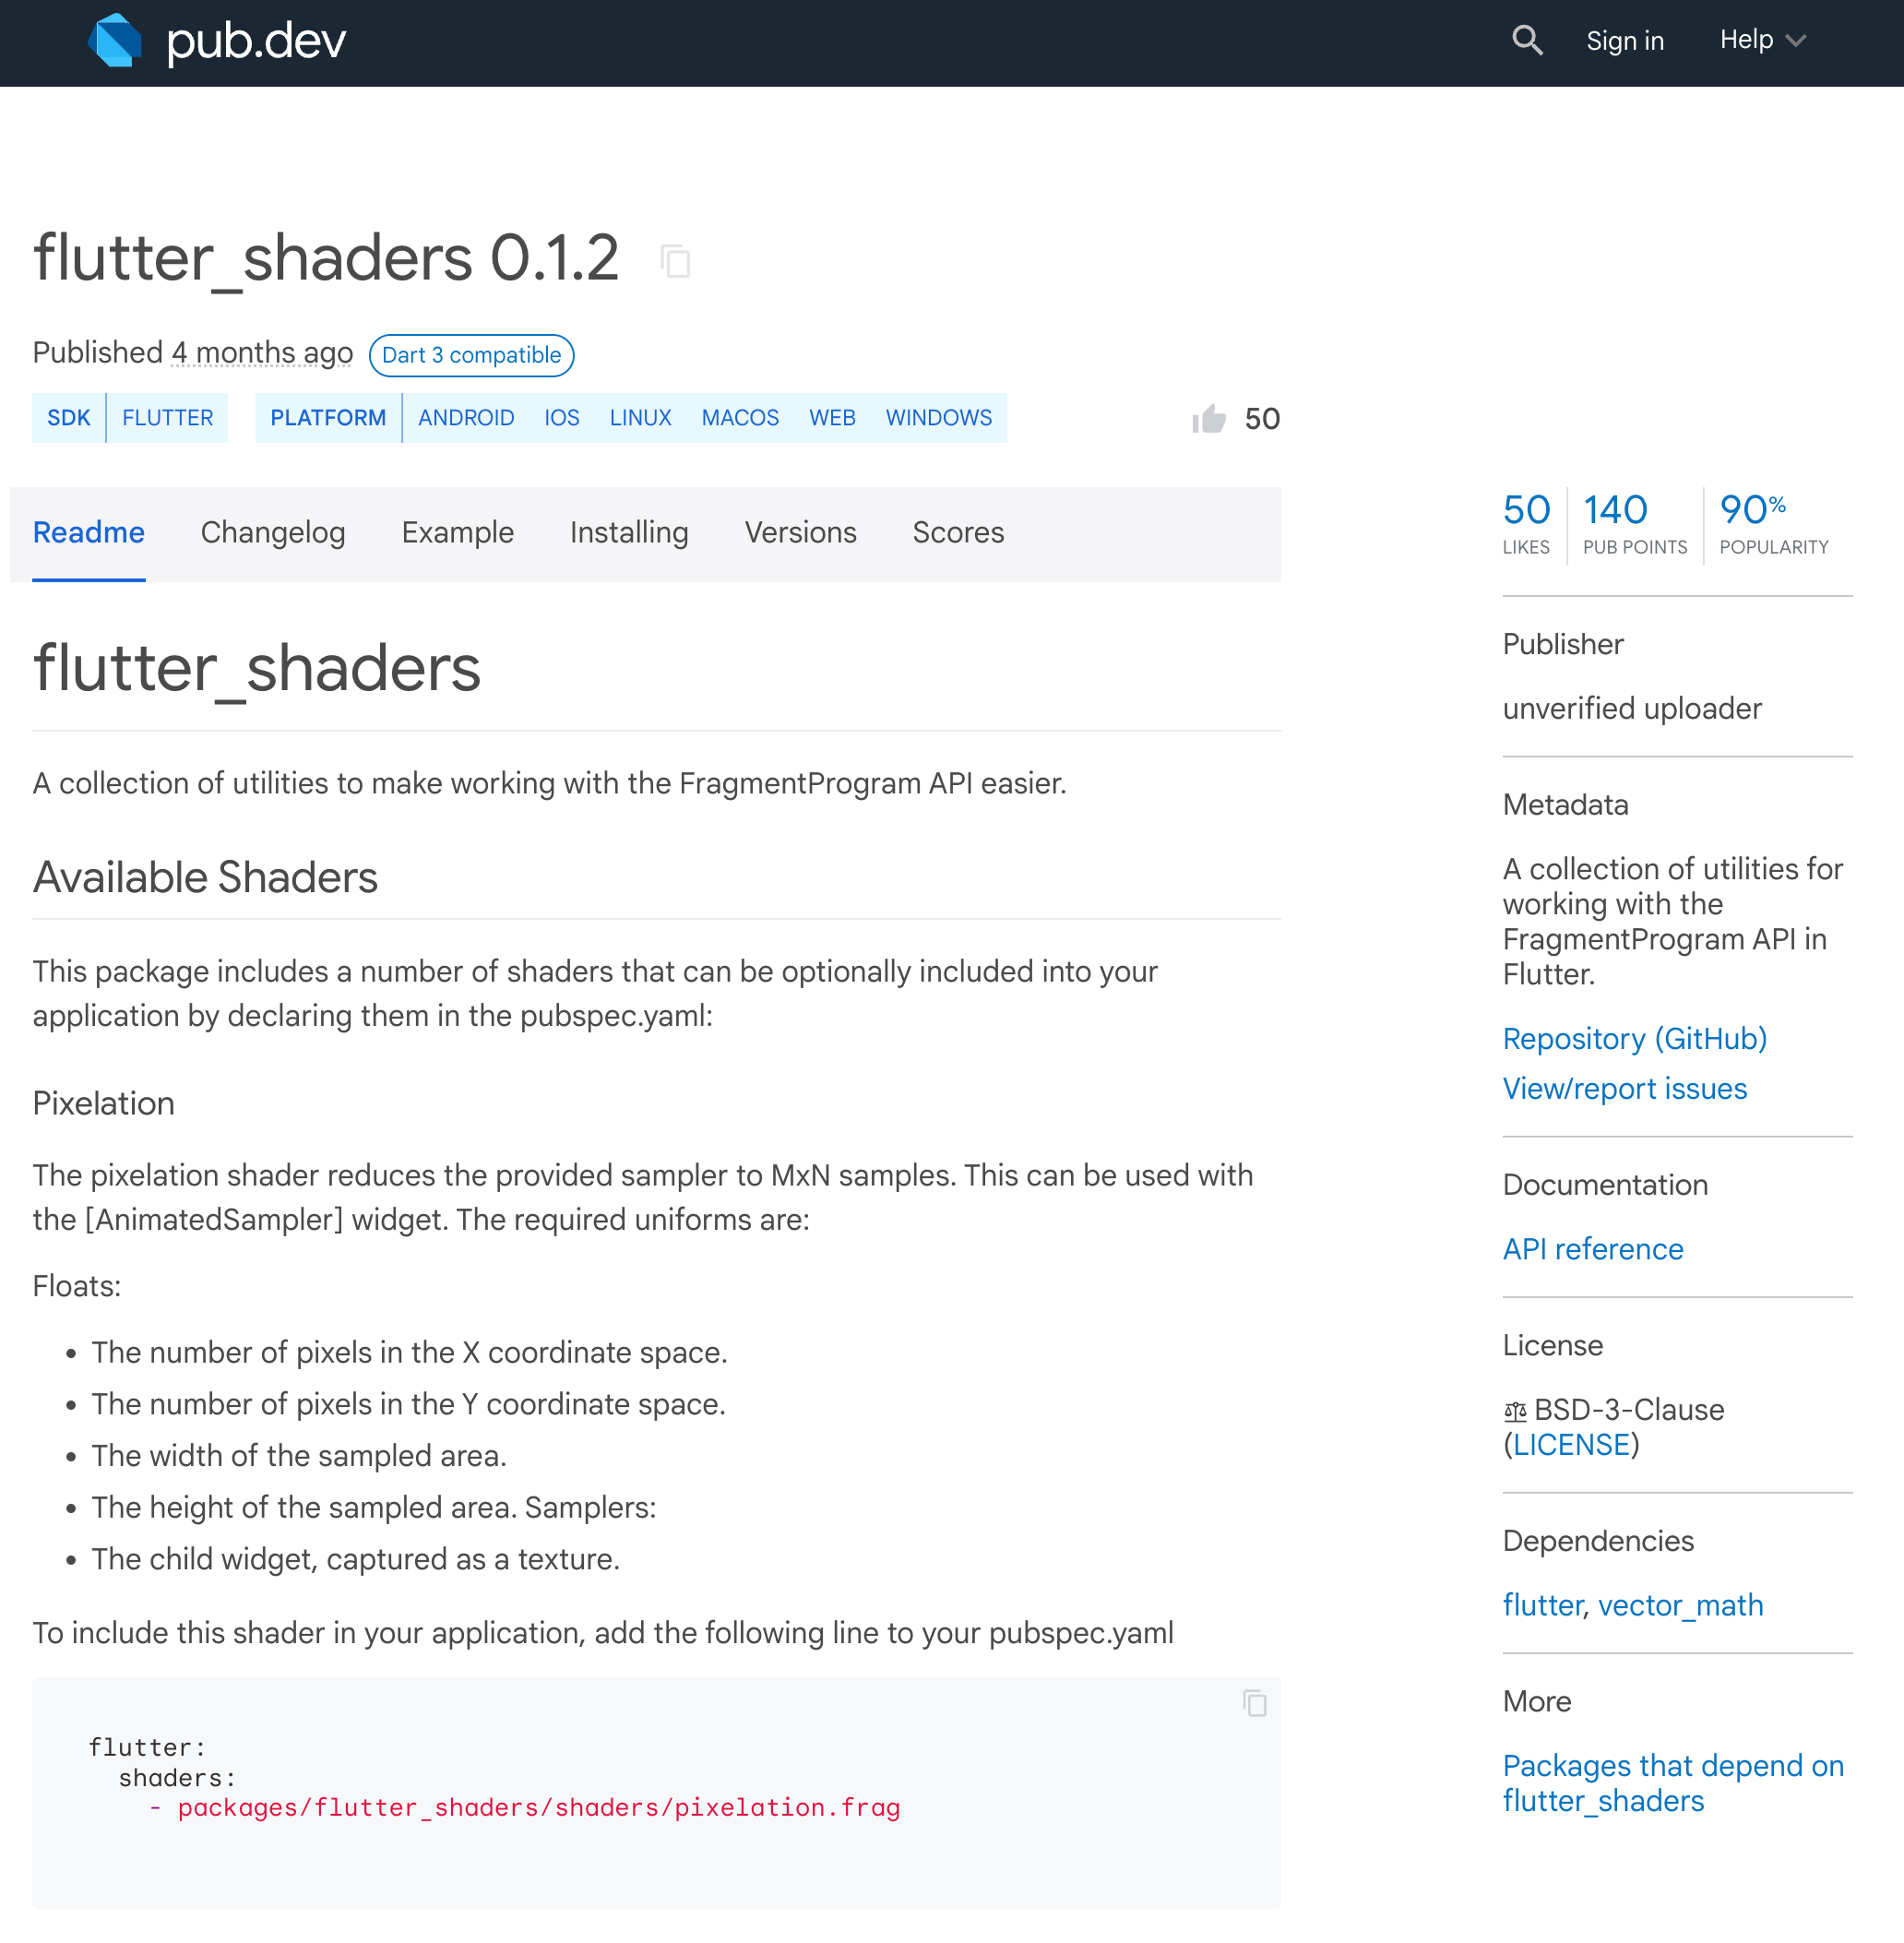 pub.dev
Sign in
Help
flutter_shaders 0.1.2
Published 4 months ago
Dart 3 compatible
SDK FLUTTER PLATFORM ANDROID IOS LINUX MACOS WEB WINDOWS
50
Readme Changelog Example Installing Versions Scores
flutter_shaders
A collection of utilities to make working with the FragmentProgram API easier.
Available Shaders
This package includes a number of shaders that can be optionally included into your
application by declaring them in the pubspec.yaml:
Pixelation
The pixelation shader reduces the provided sampler to MxN samples. This can be used with
the [AnimatedSampler] widget. The required uniforms are:
Floats:
• The number of pixels in the X coordinate space.
• The number of pixels in the Y coordinate space.
• The width of the sampled area.
• The height of the sampled area. Samplers:
• The child widget, captured as a texture.
To include this shader in your application, add the following line to your pubspec.yaml
flutter:
  shaders:
    - packages/flutter_shaders/shaders/pixelation.frag
50 140 90%
LIKES PUB POINTS POPULARITY
Publisher
unverified uploader
Metadata
A collection of utilities for
working with the
FragmentProgram API in
Flutter.
Repository (GitHub)
View/report issues
Documentation
API reference
License
BSD-3-Clause
(LICENSE)
Dependencies
flutter, vector_math
More
Packages that depend on
flutter_shaders